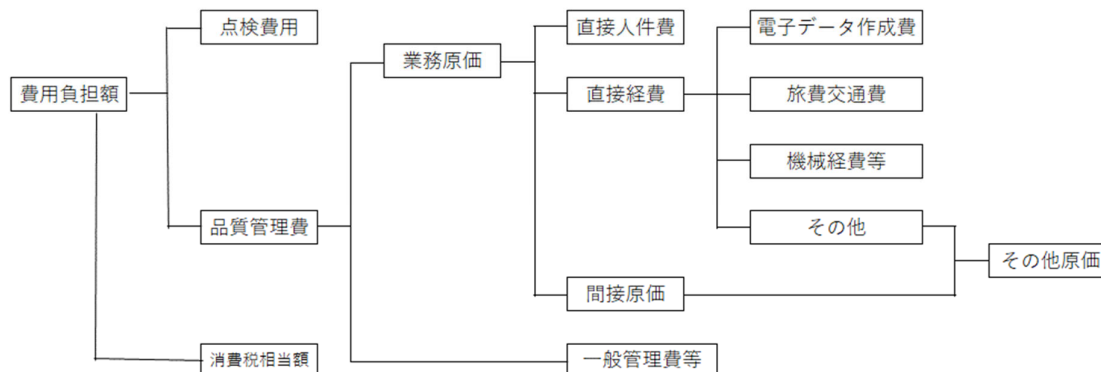 点検費用
直接人件費
電子データ作成費
業務原価
費用負担額
直接経費
旅費交通費
機械経費等
品質管理費
その他
その他原価
間接原価
消費税相当額
一般管理費等